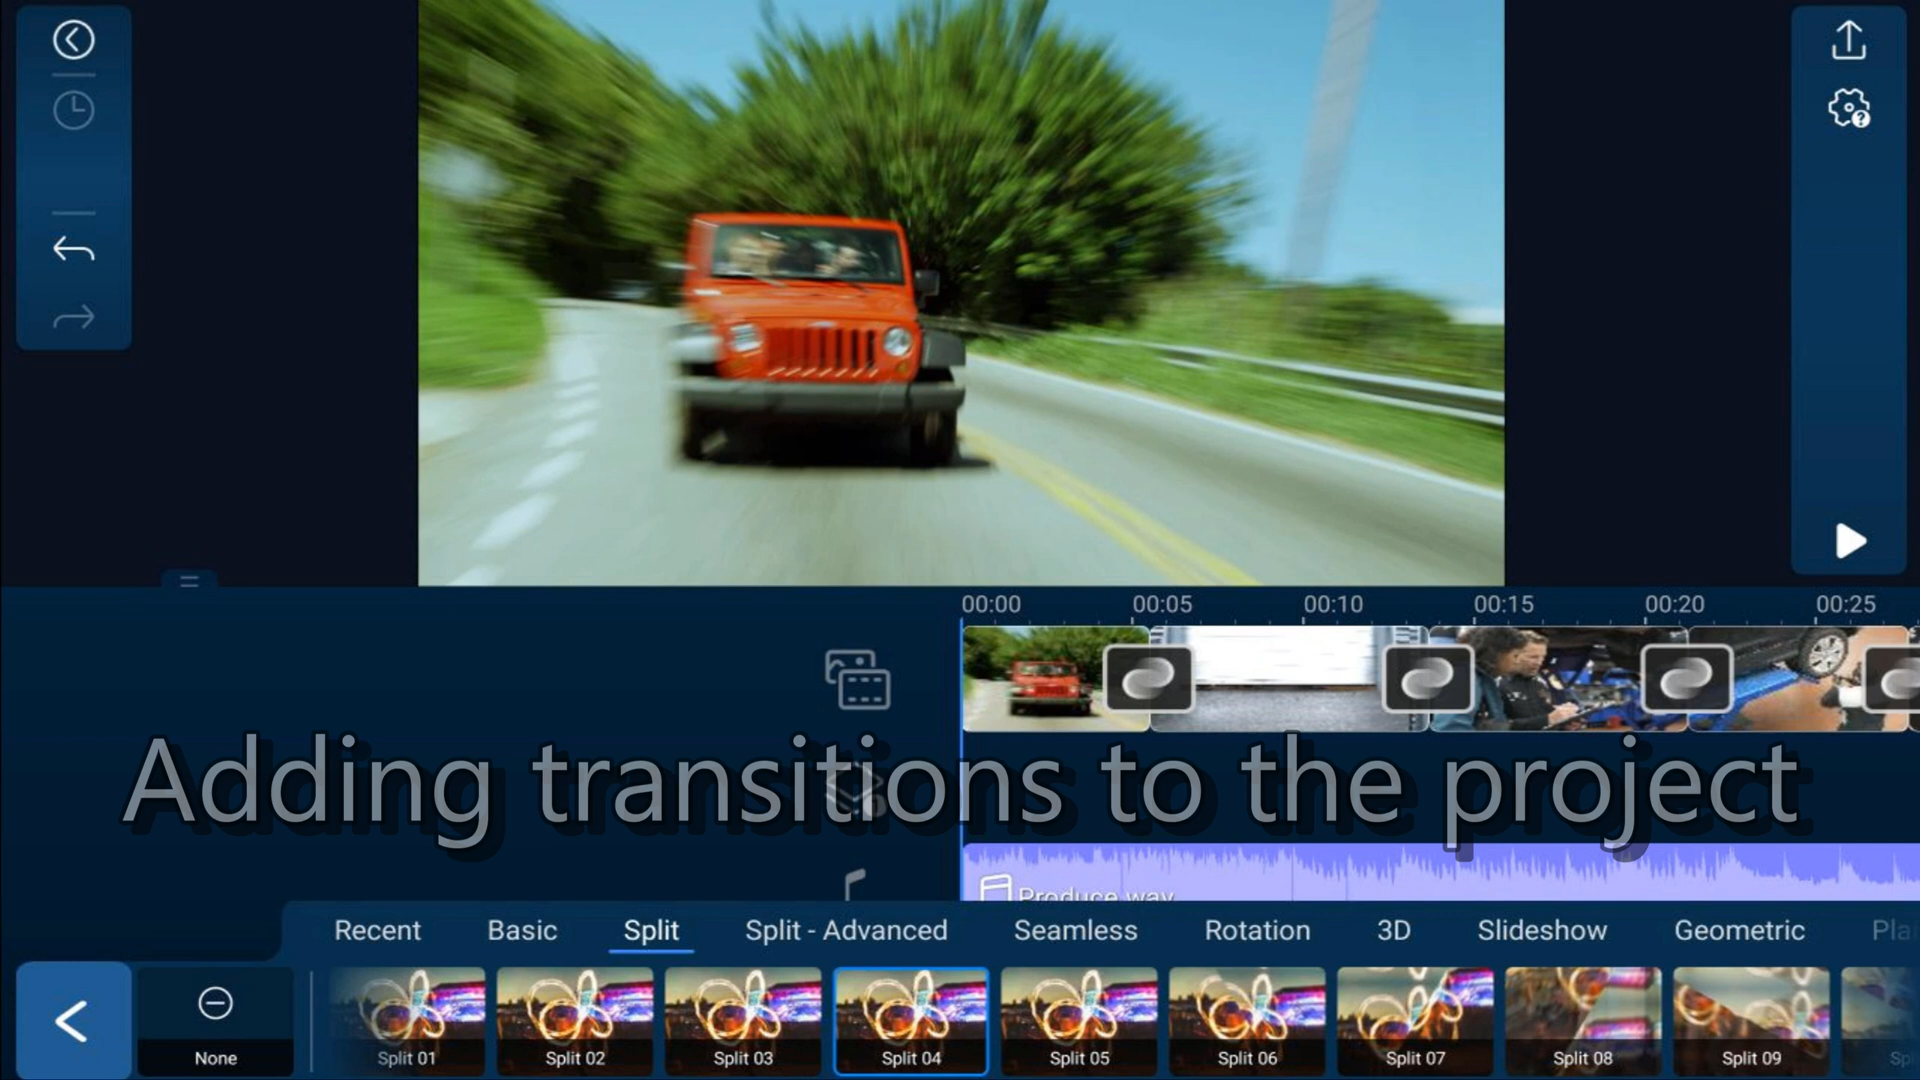 00:00 00:05 00:10 00:15 00:20 00:25
Adding transitions to the project
Produce way
Recent Basic Split Split - Advanced Seamless Rotation 3D Slideshow Geometric
None Split 01 Split 02 Split 03 Split 04 Split 05 Split 06 Split 07 Split 08 Split 09